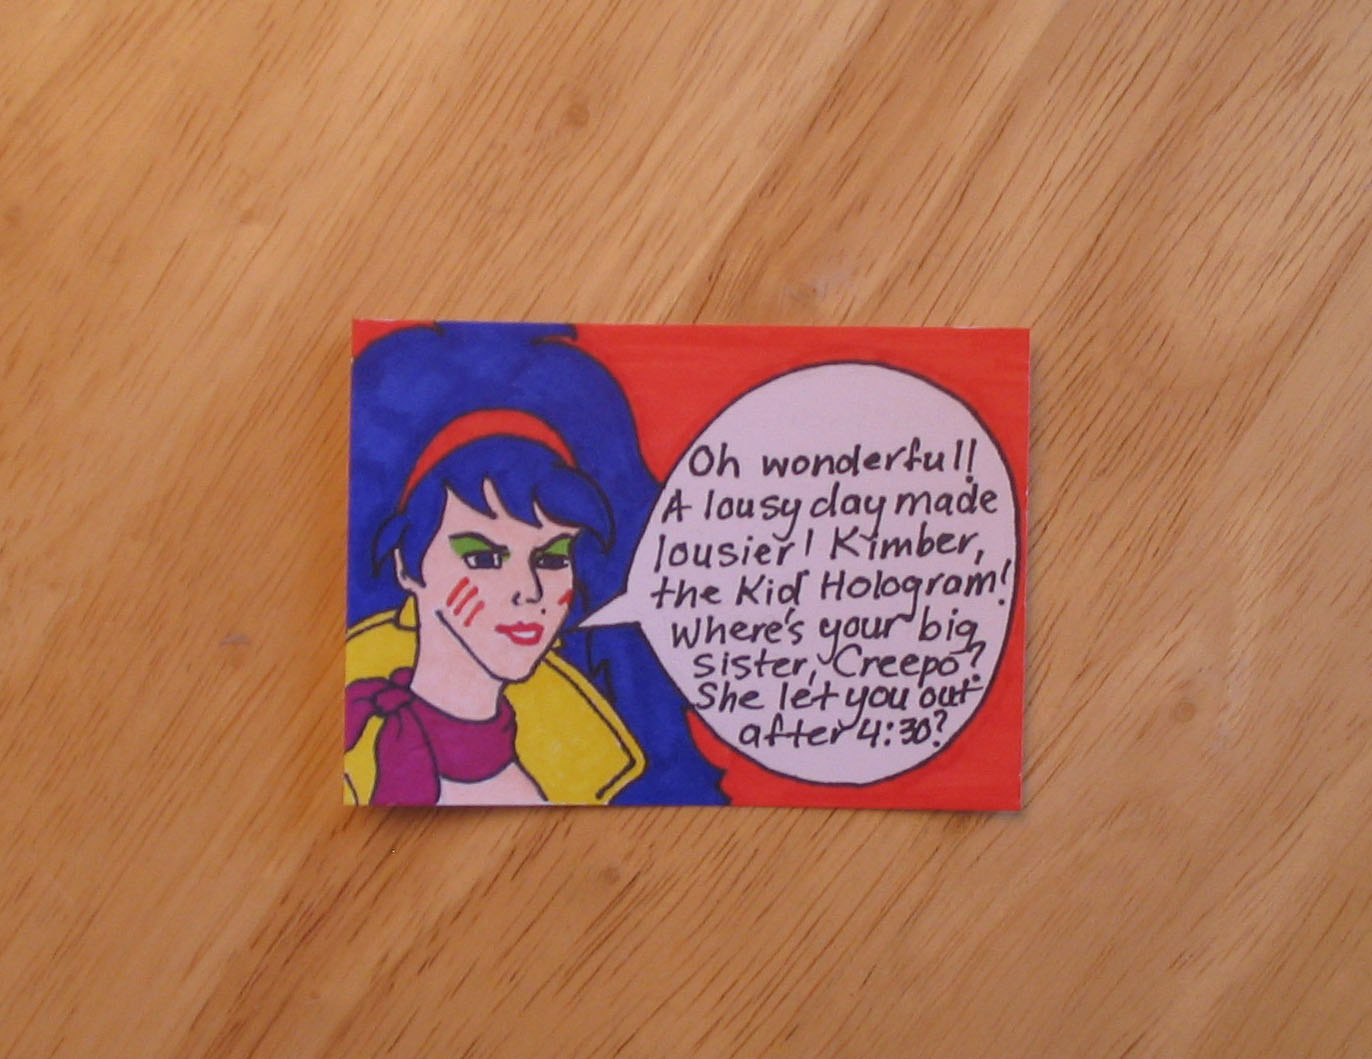 Oh wonderful!
A lousy day made
lousier! Kimber,
the Kid Hologram!
Where's your big
sister, Creepo?
She let you out
after 4:30?